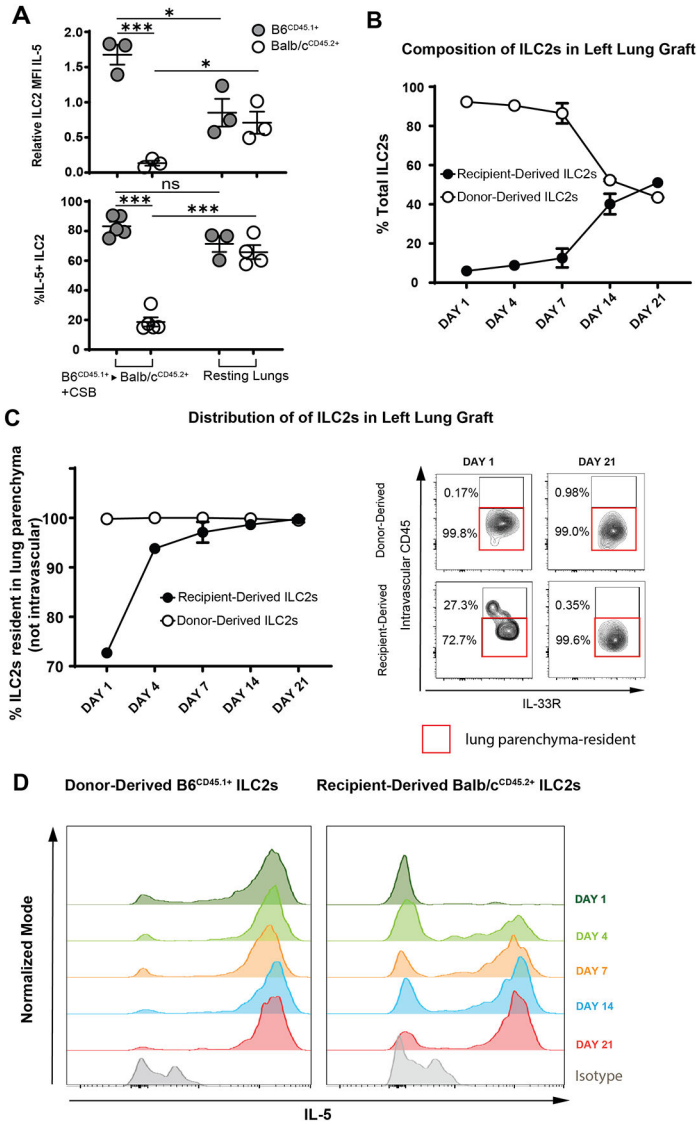 A
B6CD45.1+
Balb/cCD45.2+
*
***
*
Relative ILC2 MFI IL-5
2.0
1.5
1.0
0.5
0.0
ns
***
***
%IL-5+ ILC2
100
80
60
40
20
0
B6CD45.1+ ▸ Balb/cCD45.2+
+CSB
Resting Lungs
B
Composition of ILC2s in Left Lung Graft
% Total ILC2s
100
80
60
40
20
0
Recipient-Derived ILC2s
Donor-Derived ILC2s
DAY 1
DAY 4
DAY 7
DAY 14
DAY 21
C
Distribution of of ILC2s in Left Lung Graft
% ILC2s resident in lung parenchyma
(not intravascular)
100
90
80
70
Recipient-Derived ILC2s
Donor-Derived ILC2s
DAY 1
DAY 4
DAY 7
DAY 14
DAY 21
DAY 1
DAY 21
Donor-Derived
Recipient-Derived
Intravascular CD45
0.17%
99.8%
0.98%
99.0%
27.3%
72.7%
0.35%
99.6%
IL-33R
lung parenchyma-resident
D
Donor-Derived B6CD45.1+ ILC2s
Recipient-Derived Balb/cCD45.2+ ILC2s
Normalized Mode
DAY 1
DAY 4
DAY 7
DAY 14
DAY 21
Isotype
IL-5